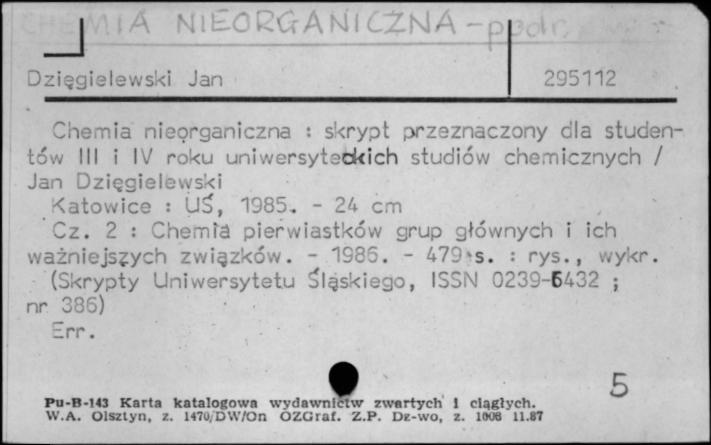 CHEMIA NIEORGANICZNA - podr.
Dzięgielewski Jan 295112
Chemia nieorganiczna : skrypt przeznaczony dla studen-
tów III i IV roku uniwersyteckich studiów chemicznych /
Jan Dzięgielewski
Katowice : UŚ, 1985. - 24 cm
Cz. 2 : Chemia pierwiastków grup głównych i ich
ważniejszych związków. - 1986. - 479 s. : rys., wykr.
(Skrypty Uniwersytetu Śląskiego, ISSN 0239-6432 ;
nr 386)
Err.
5
Pu-B-143 Karta katalogowa wydawnictw zwartych i ciągłych.
W.A. Olsztyn, z. 1470/DW/On OZGraf. Z.P. Dz-wo, z. 1008 11.87